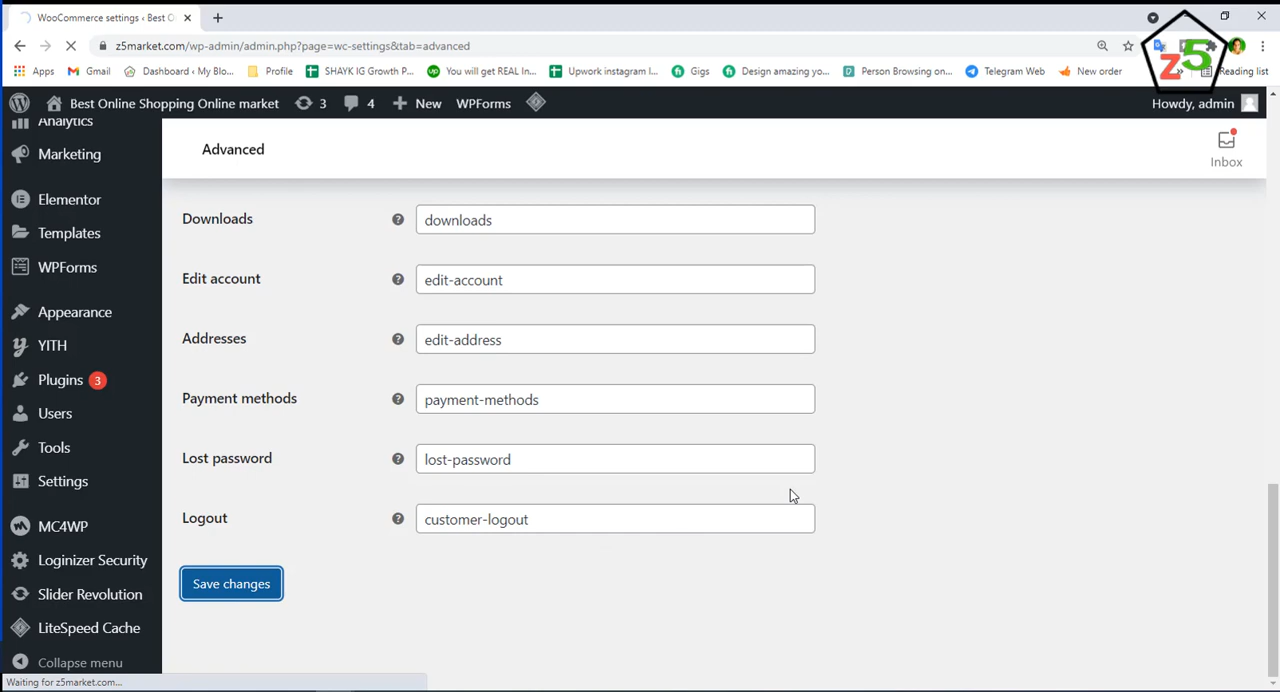 WooCommerce settings ‹ Best O
z5market.com/wp-admin/admin.php?page=wc-settings&tab=advanced
Apps
Gmail
Dashboard ‹ My Blo...
Profile
SHAYK IG Growth P...
You will get REAL In...
Upwork instagram l...
Gigs
Design amazing yo...
Person Browsing on...
Telegram Web
New order
»
Reading list
z5
Best Online Shopping Online market
3
4
New
WPForms
Howdy, admin
Analytics
Marketing
Elementor
Templates
WPForms
Appearance
YITH
Plugins 3
Users
Tools
Settings
MC4WP
Loginizer Security
Slider Revolution
LiteSpeed Cache
Collapse menu
Advanced
Inbox
Downloads
downloads
Edit account
edit-account
Addresses
edit-address
Payment methods
payment-methods
Lost password
lost-password
Logout
customer-logout
Save changes
Waiting for z5market.com...